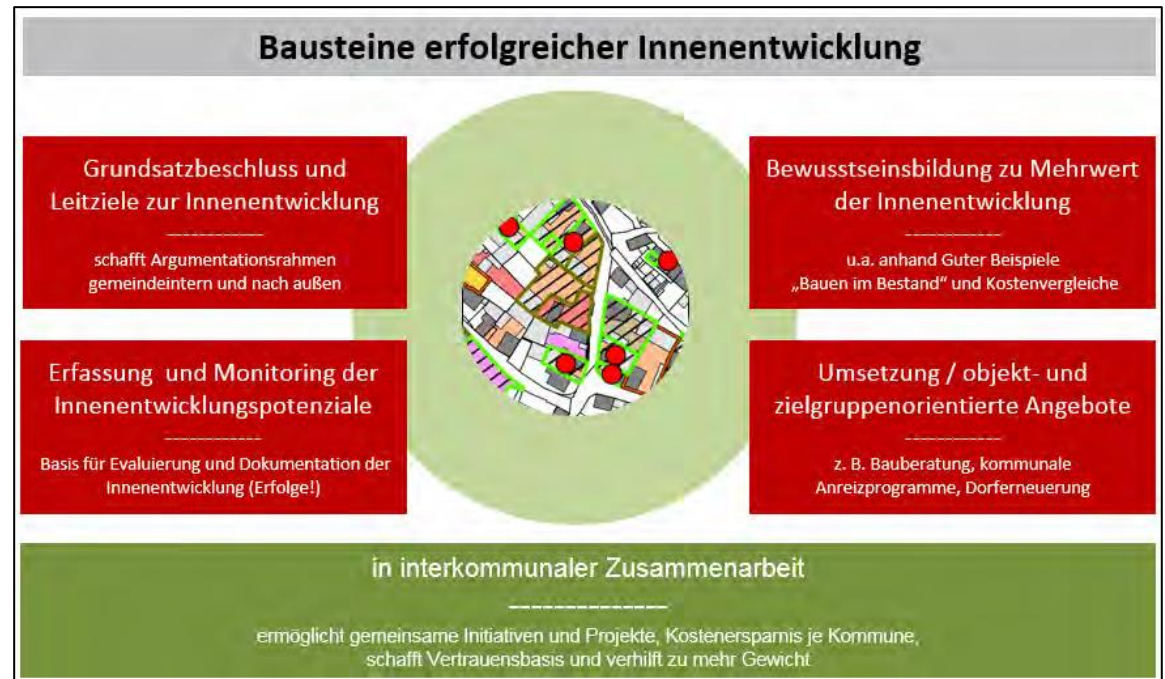 Bausteine erfolgreicher Innenentwicklung
Grundsatzbeschluss und
Leitziele zur Innenentwicklung
------------
schafft Argumentationsrahmen
gemeindeintern und nach außen
Bewusstseinsbildung zu Mehrwert
der Innenentwicklung
------------
u.a. anhand Guter Beispiele
„Bauen im Bestand“ und Kostenvergleiche
Erfassung und Monitoring der
Innenentwicklungspotenziale
------------
Basis für Evaluierung und Dokumentation der
Innenentwicklung (Erfolge!)
Umsetzung / objekt- und
zielgruppenorientierte Angebote
------------
z. B. Bauberatung, kommunale
Anreizprogramme, Dorferneuerung
in interkommunaler Zusammenarbeit
--------------
ermöglicht gemeinsame Initiativen und Projekte, Kostenersparnis je Kommune,
schafft Vertrauensbasis und verhilft zu mehr Gewicht